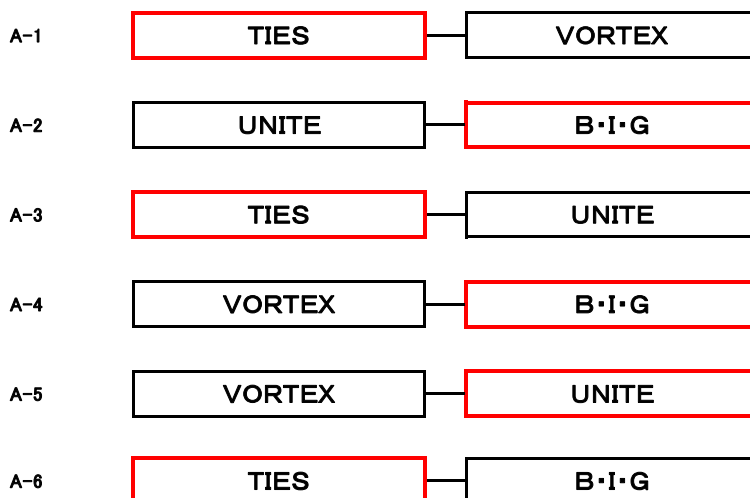 A-1 TIES VORTEX
A-2 UNITE B・I・G
A-3 TIES UNITE
A-4 VORTEX B・I・G
A-5 VORTEX UNITE
A-6 TIES B・I・G